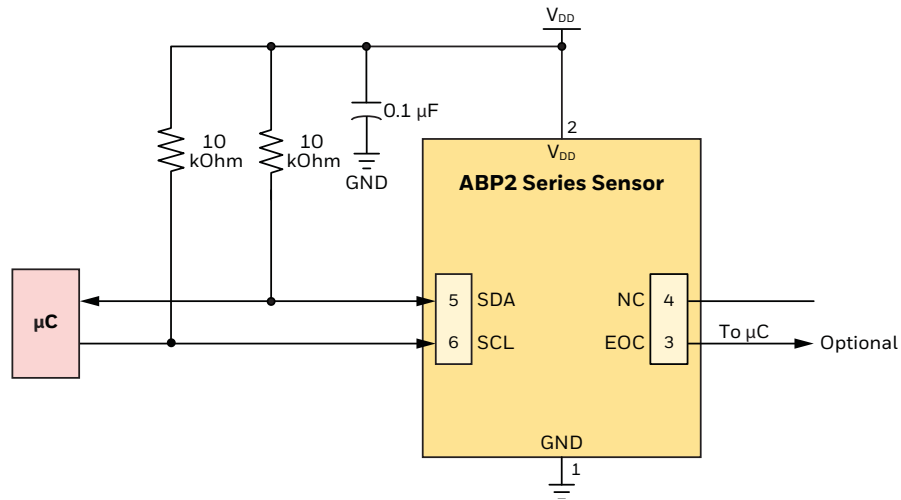 VDD
10
kOhm
10
kOhm
0.1 µF
GND
2
VDD
ABP2 Series Sensor
µC
5
SDA
6
SCL
NC
4
EOC
3
To µC
Optional
GND
1